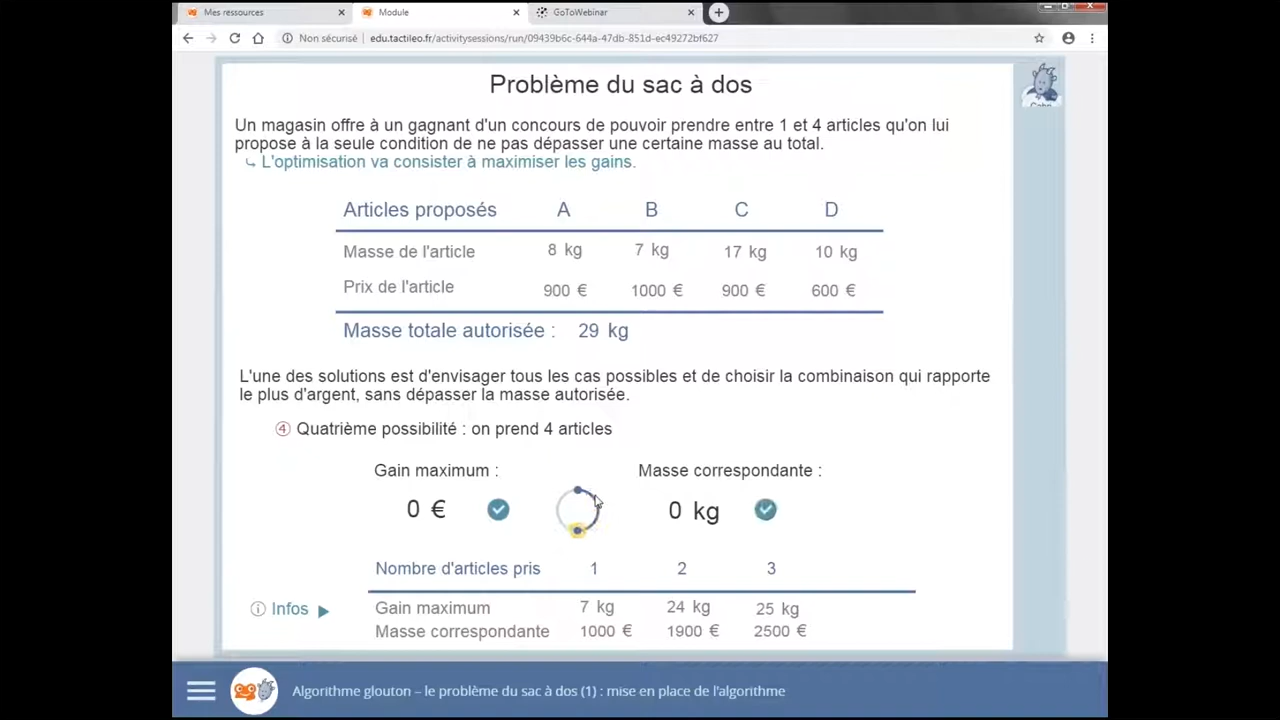 Mes ressources
Module
GoToWebinar
Non sécurisé edu.tactileo.fr/activitysessions/run/09439b6c-644a-47db-851d-ec49272bf627
Problème du sac à dos
Un magasin offre à un gagnant d'un concours de pouvoir prendre entre 1 et 4 articles qu'on lui
propose à la seule condition de ne pas dépasser une certaine masse au total.
L'optimisation va consister à maximiser les gains.
Articles proposés A B C D
Masse de l'article 8 kg 7 kg 17 kg 10 kg
Prix de l'article 900 € 1000 € 900 € 600 €
Masse totale autorisée : 29 kg
L'une des solutions est d'envisager tous les cas possibles et de choisir la combinaison qui rapporte
le plus d'argent, sans dépasser la masse autorisée.
4 Quatrième possibilité : on prend 4 articles
Gain maximum : Masse correspondante :
0 € 0 kg
Nombre d'articles pris 1 2 3
Infos Gain maximum 7 kg 24 kg 25 kg
Masse correspondante 1000 € 1900 € 2500 €
Algorithme glouton – le problème du sac à dos (1) : mise en place de l'algorithme